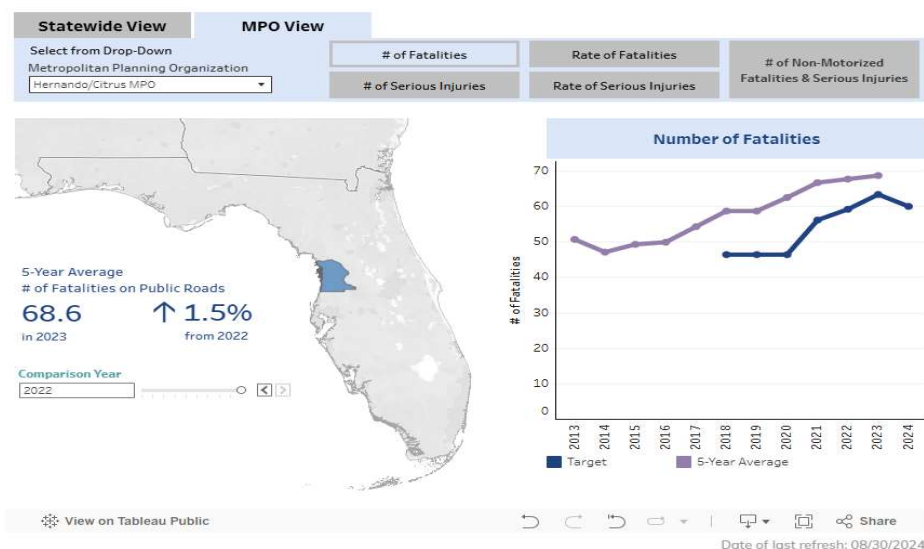 Statewide View
MPO View
Select from Drop-Down
Metropolitan Planning Organization
Hernando/Citrus MPO
# of Fatalities
Rate of Fatalities
# of Non-Motorized
Fatalities & Serious Injuries
# of Serious Injuries
Rate of Serious Injuries
5-Year Average
# of Fatalities on Public Roads
68.6
↑ 1.5%
in 2023
from 2022
Comparison Year
2022
Number of Fatalities
# of Fatalities
70
60
50
40
30
20
10
0
2013
2014
2015
2016
2017
2018
2019
2020
2021
2022
2023
2024
Target
5-Year Average
View on Tableau Public
Share
Date of last refresh: 08/30/2024